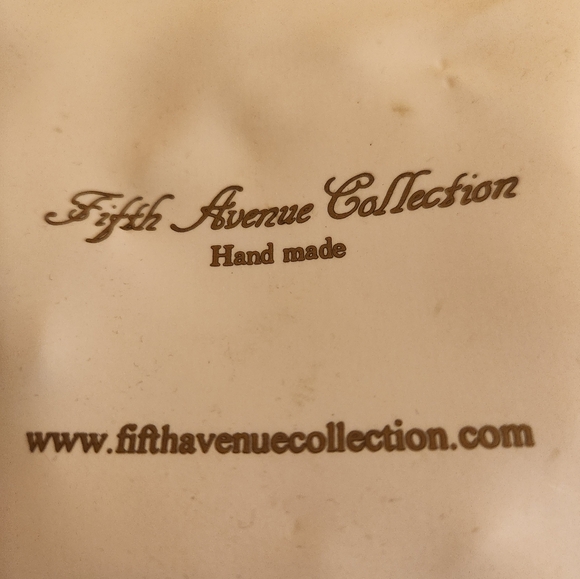 Fifth Avenue Collection
Hand made
www.fifthavenuecollection.com